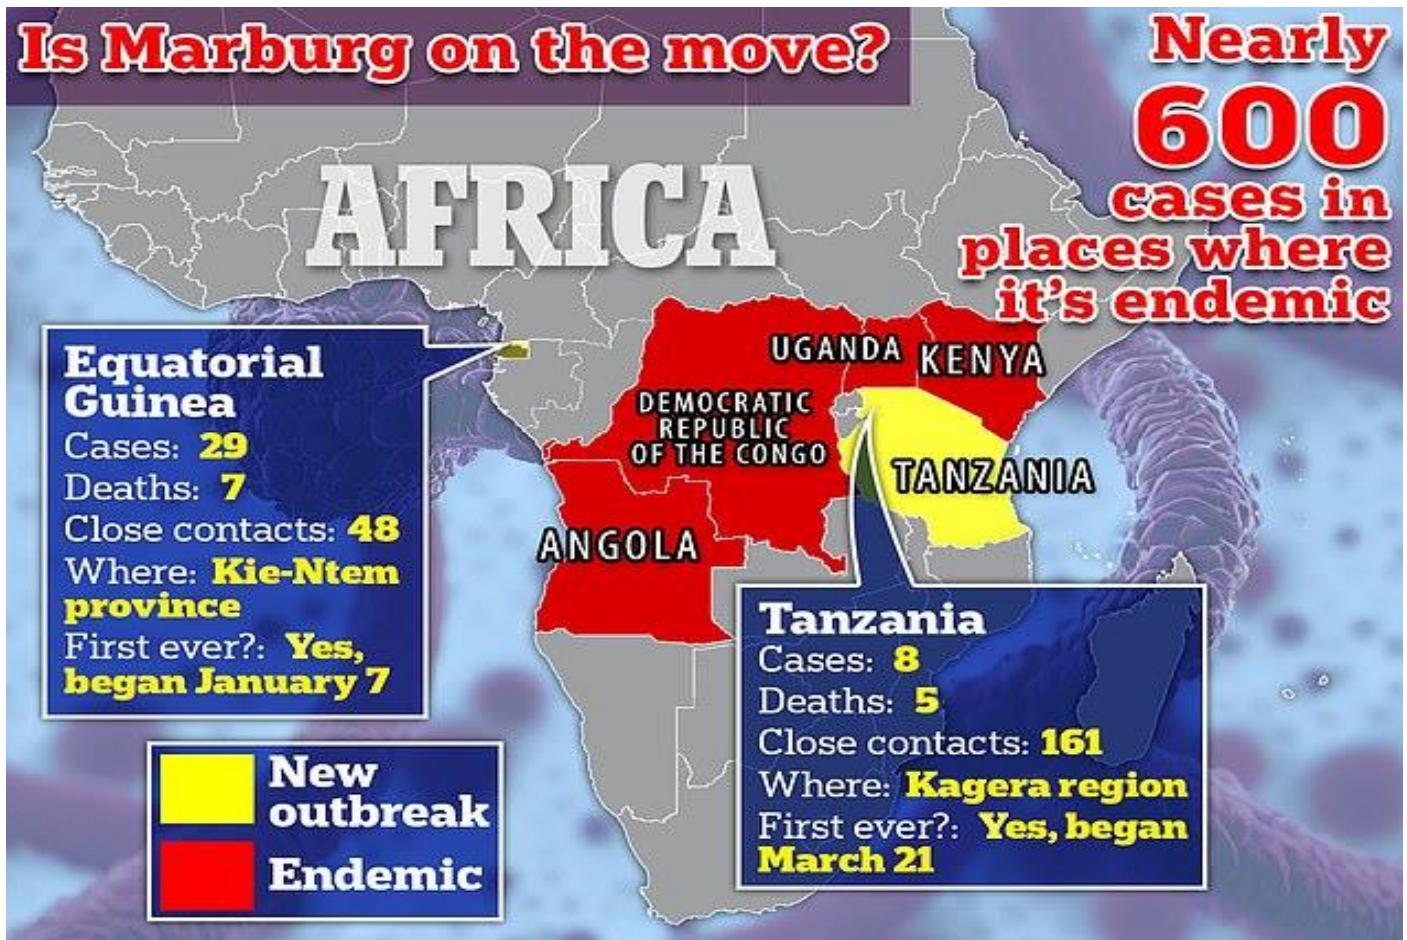 Is Marburg on the move?
Nearly
600
cases in
places where
it's endemic
AFRICA
UGANDA
KENYA
DEMOCRATIC
REPUBLIC
OF THE CONGO
TANZANIA
ANGOLA
Equatorial
Guinea
Cases: 29
Deaths: 7
Close contacts: 48
Where: Kie-Ntem
province
First ever?: Yes,
began January 7
Tanzania
Cases: 8
Deaths: 5
Close contacts: 161
Where: Kagera region
First ever?: Yes, began
March 21
New
outbreak
Endemic